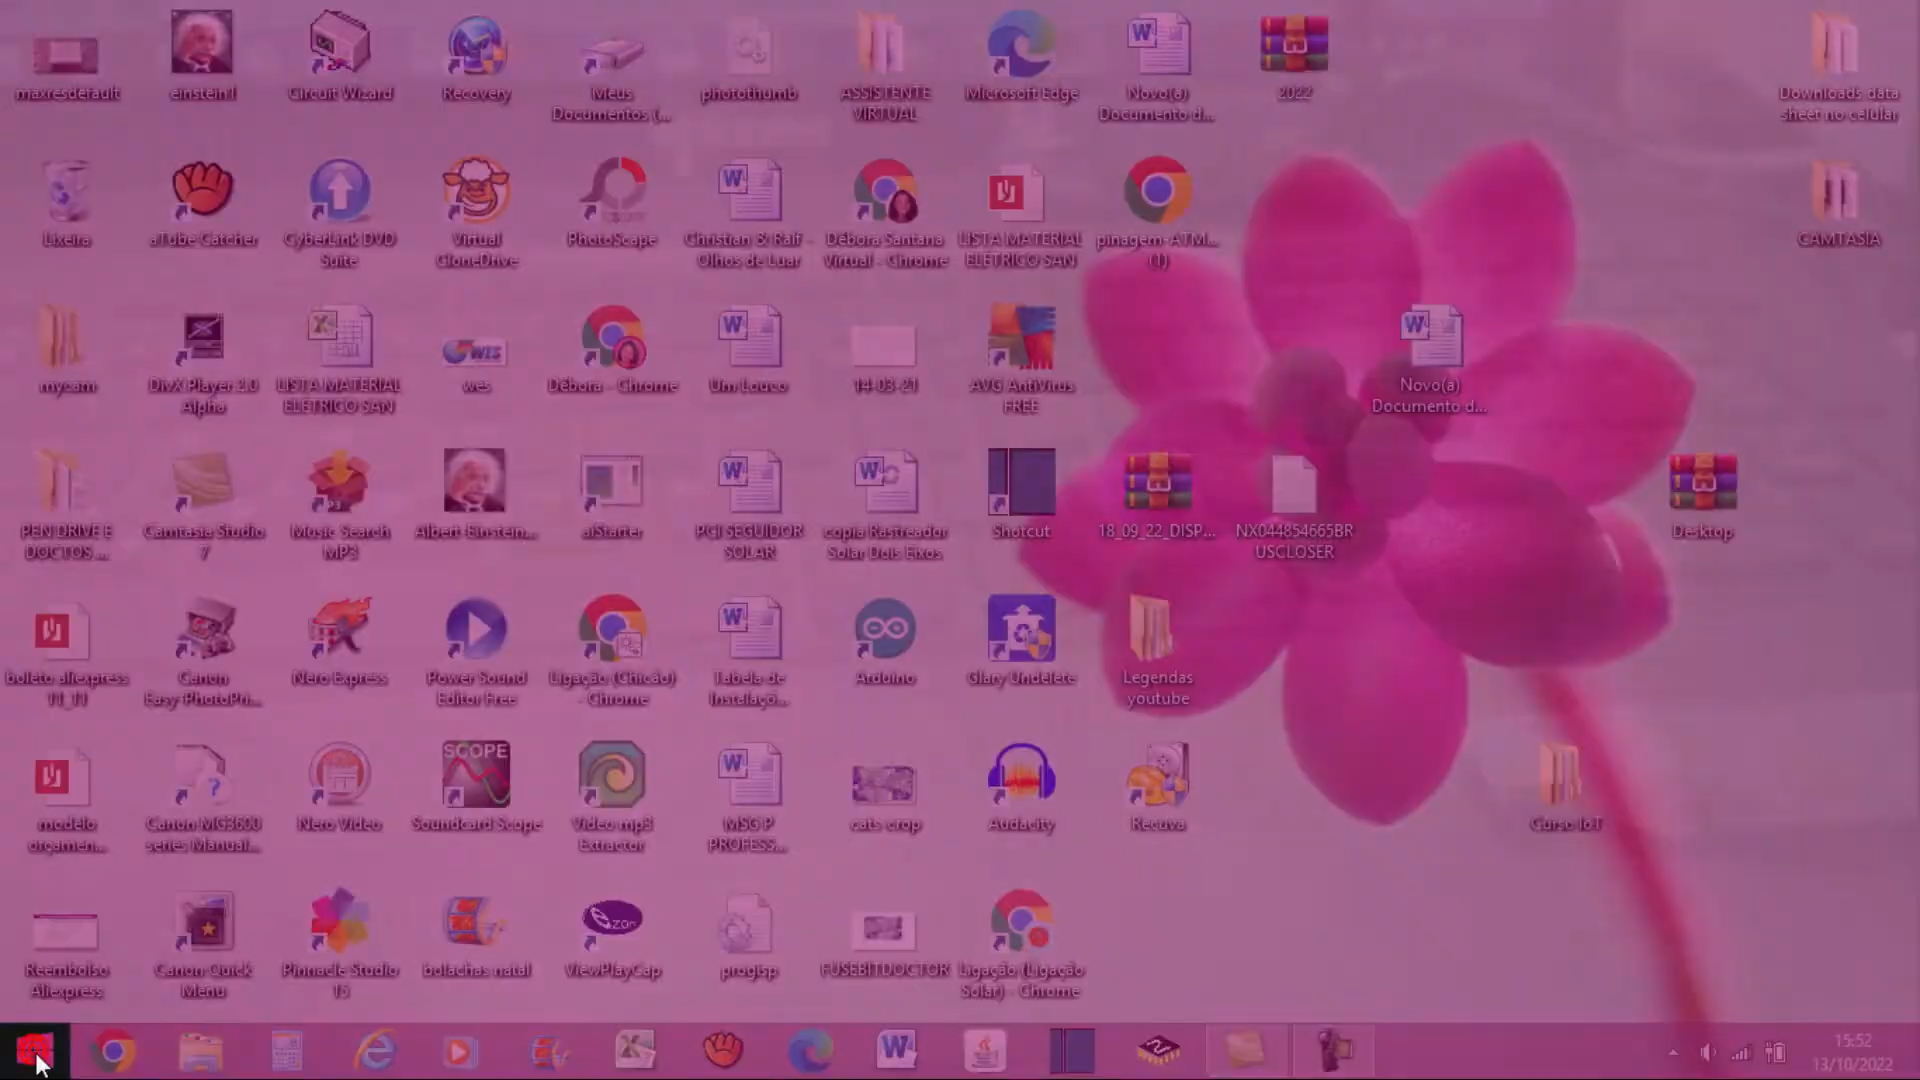 maxresdefault
einstein1
Circuit Wizard
Recovery
Meus
Documentos (...
photothumb
ASSISTENTE
VIRTUAL
Microsoft Edge
Novo(a)
Documento d...
2022
Downloads data
sheet no celular
Lixeira
aTube Catcher
CyberLink DVD
Suite
Virtual
CloneDrive
PhotoScape
Christian & Ralf -
Olhos de Luar
Débora Santana
Virtual - Chrome
LISTA MATERIAL
ELÉTRICO SAN
pinagem-ATM...
(1)
CAMTASIA
mycam
DivX Player 2.0
Alpha
LISTA MATERIAL
ELÉTRICO SAN
WES
wes
Débora - Chrome
Um Louco
14-03-21
AVG AntiVirus
FREE
Novo(a)
Documento d...
PEN DRIVE E
DOCTOS ...
Camtasia Studio
7
Music Search
MP3
Albert-Einstein...
aiStarter
PCI SEGUIDOR
SOLAR
copia Rastreador
Solar Dois Eixos
Shotcut
18_09_22_DISP...
NX044854665BR
USCLOSER
Desktop
boleto aliexpress
11_11
Canon
Easy-PhotoPri...
Nero Express
Power Sound
Editor Free
Ligação (Chicão)
- Chrome
Tabela de
Instalaçõ...
Arduino
Glary Undelete
Legendas
youtube
modelo
orçamen...
Canon MG3600
series Manual...
Nero Video
SCOPE
Soundcard Scope
Video mp3
Extractor
MSG P
PROFESS...
cats-crop
Audacity
Recuva
Curso IoT
Reembolso
Aliexpress
Canon Quick
Menu
Pinnacle Studio
15
bolachas natal
ViewPlayCap
progisp
FUSEBITDOCTOR
Ligação (Ligação
Solar) - Chrome
15:52
13/10/2022